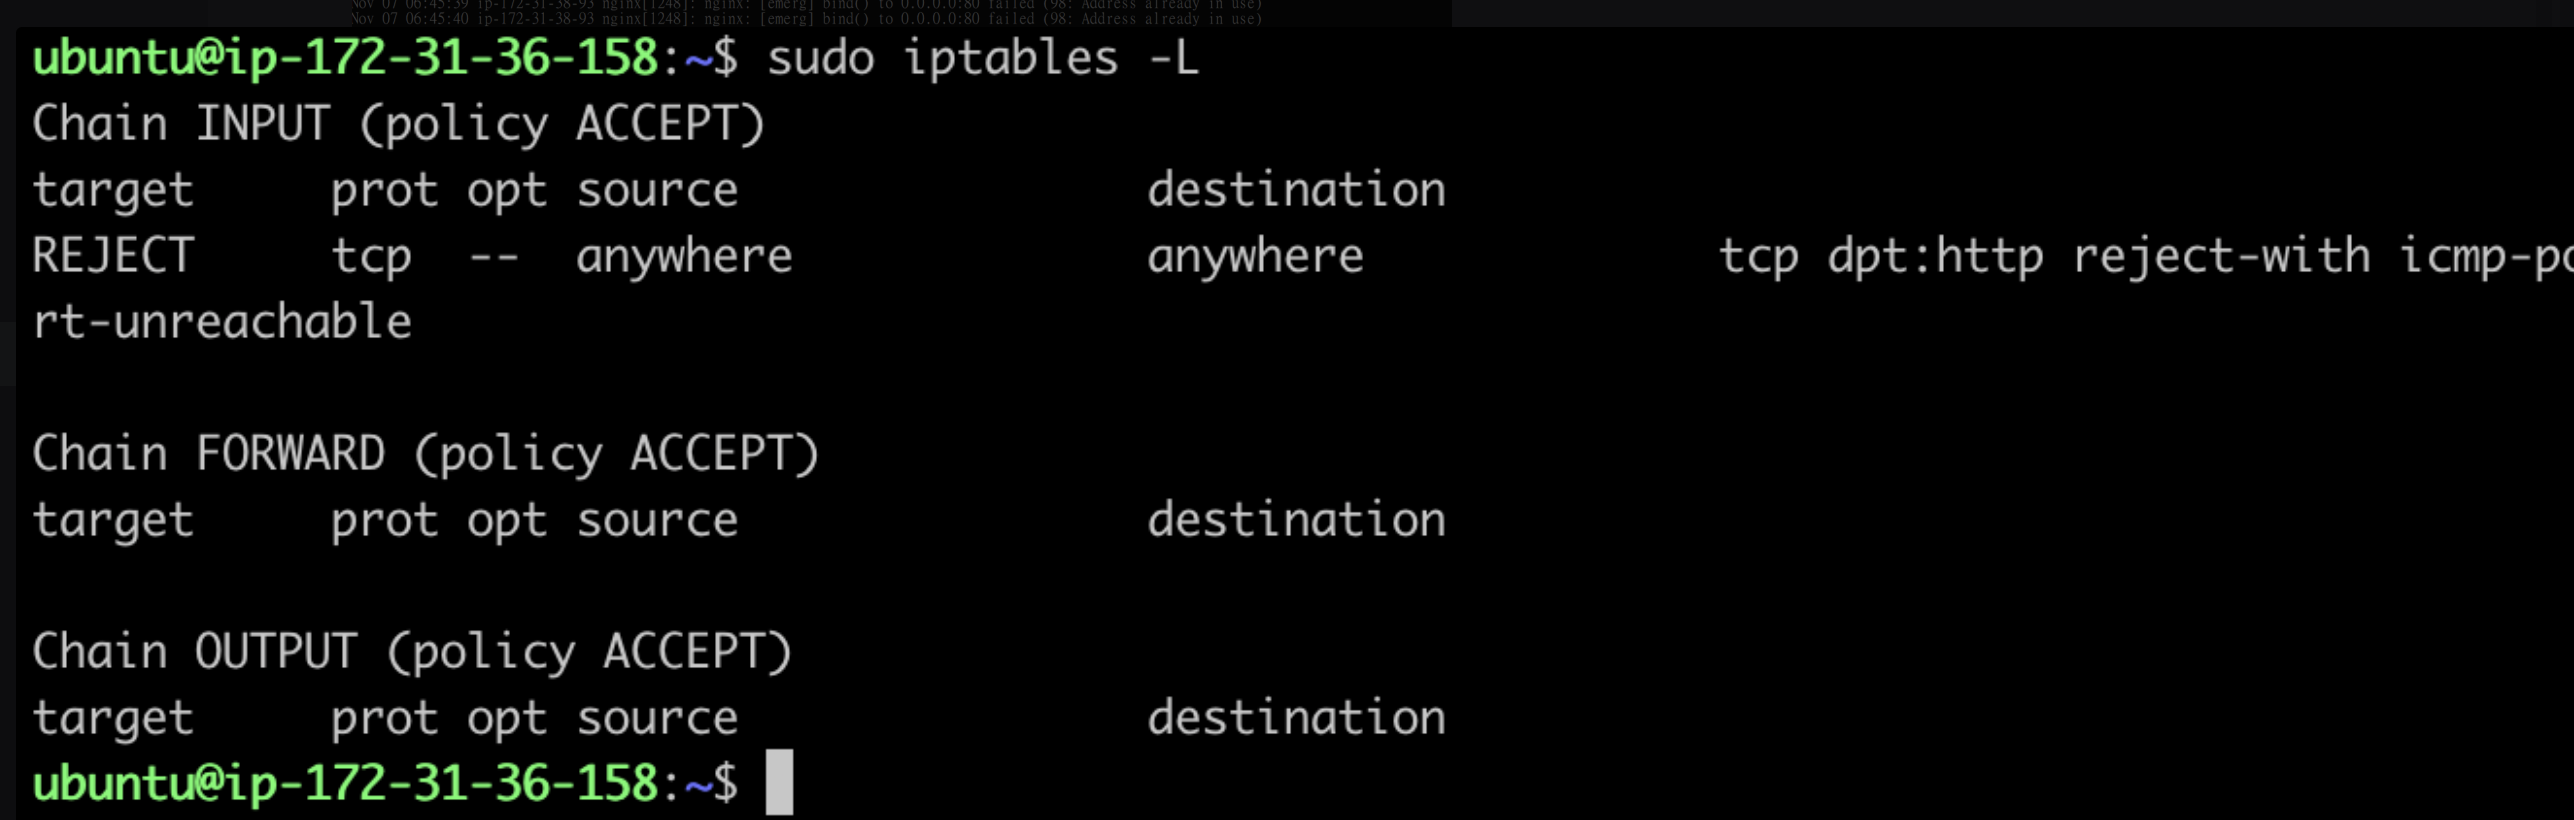 Nov 07 06:45:39 ip-172-31-38-93 nginx[1248]: nginx: [emerg] bind() to 0.0.0.0:80 failed (98: Address already in use)
Nov 07 06:45:40 ip-172-31-38-93 nginx[1248]: nginx: [emerg] bind() to 0.0.0.0:80 failed (98: Address already in use)
ubuntu@ip-172-31-36-158:~$ sudo iptables -L
Chain INPUT (policy ACCEPT)
target     prot opt source               destination
REJECT     tcp  --  anywhere             anywhere             tcp dpt:http reject-with icmp-po
rt-unreachable
Chain FORWARD (policy ACCEPT)
target     prot opt source               destination
Chain OUTPUT (policy ACCEPT)
target     prot opt source               destination
ubuntu@ip-172-31-36-158:~$